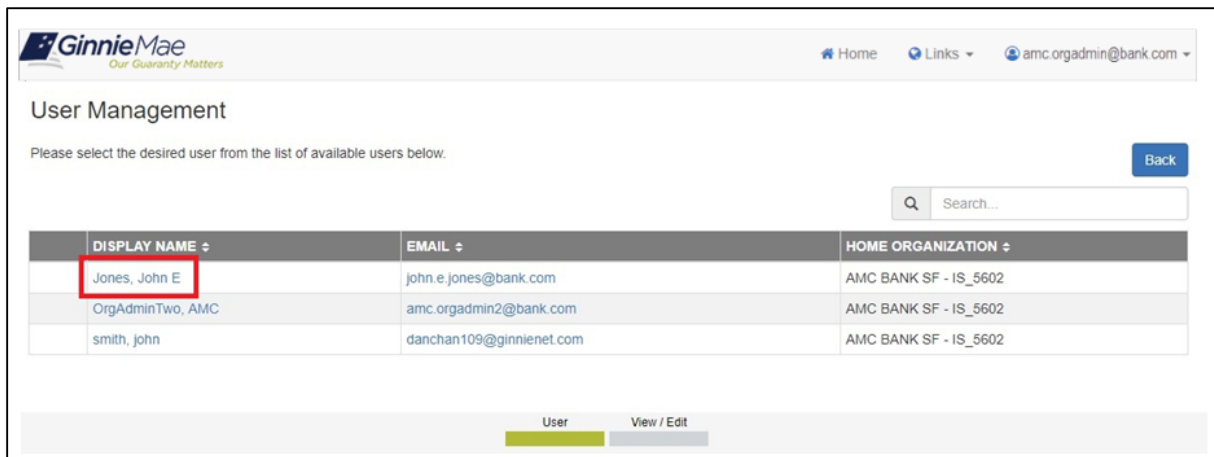 GinnieMae
Our Guaranty Matters
Home Links amc.orgadmin@bank.com
User Management
Please select the desired user from the list of available users below.
Back
Search...
DISPLAY NAME EMAIL HOME ORGANIZATION
Jones, John E john.e.jones@bank.com AMC BANK SF - IS_5602
OrgAdminTwo, AMC amc.orgadmin2@bank.com AMC BANK SF - IS_5602
smith, john danchan109@ginnienet.com AMC BANK SF - IS_5602
User View / Edit